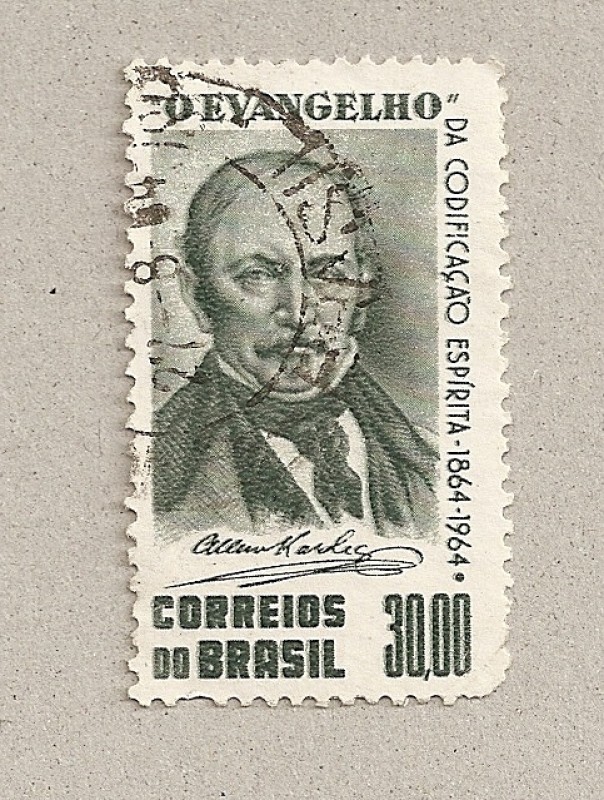 "O EVANGELHO"
DA CODIFICAÇÃO ESPÍRITA-1864-1964
Allan Kardec
CORREIOS
DO BRASIL
30,00